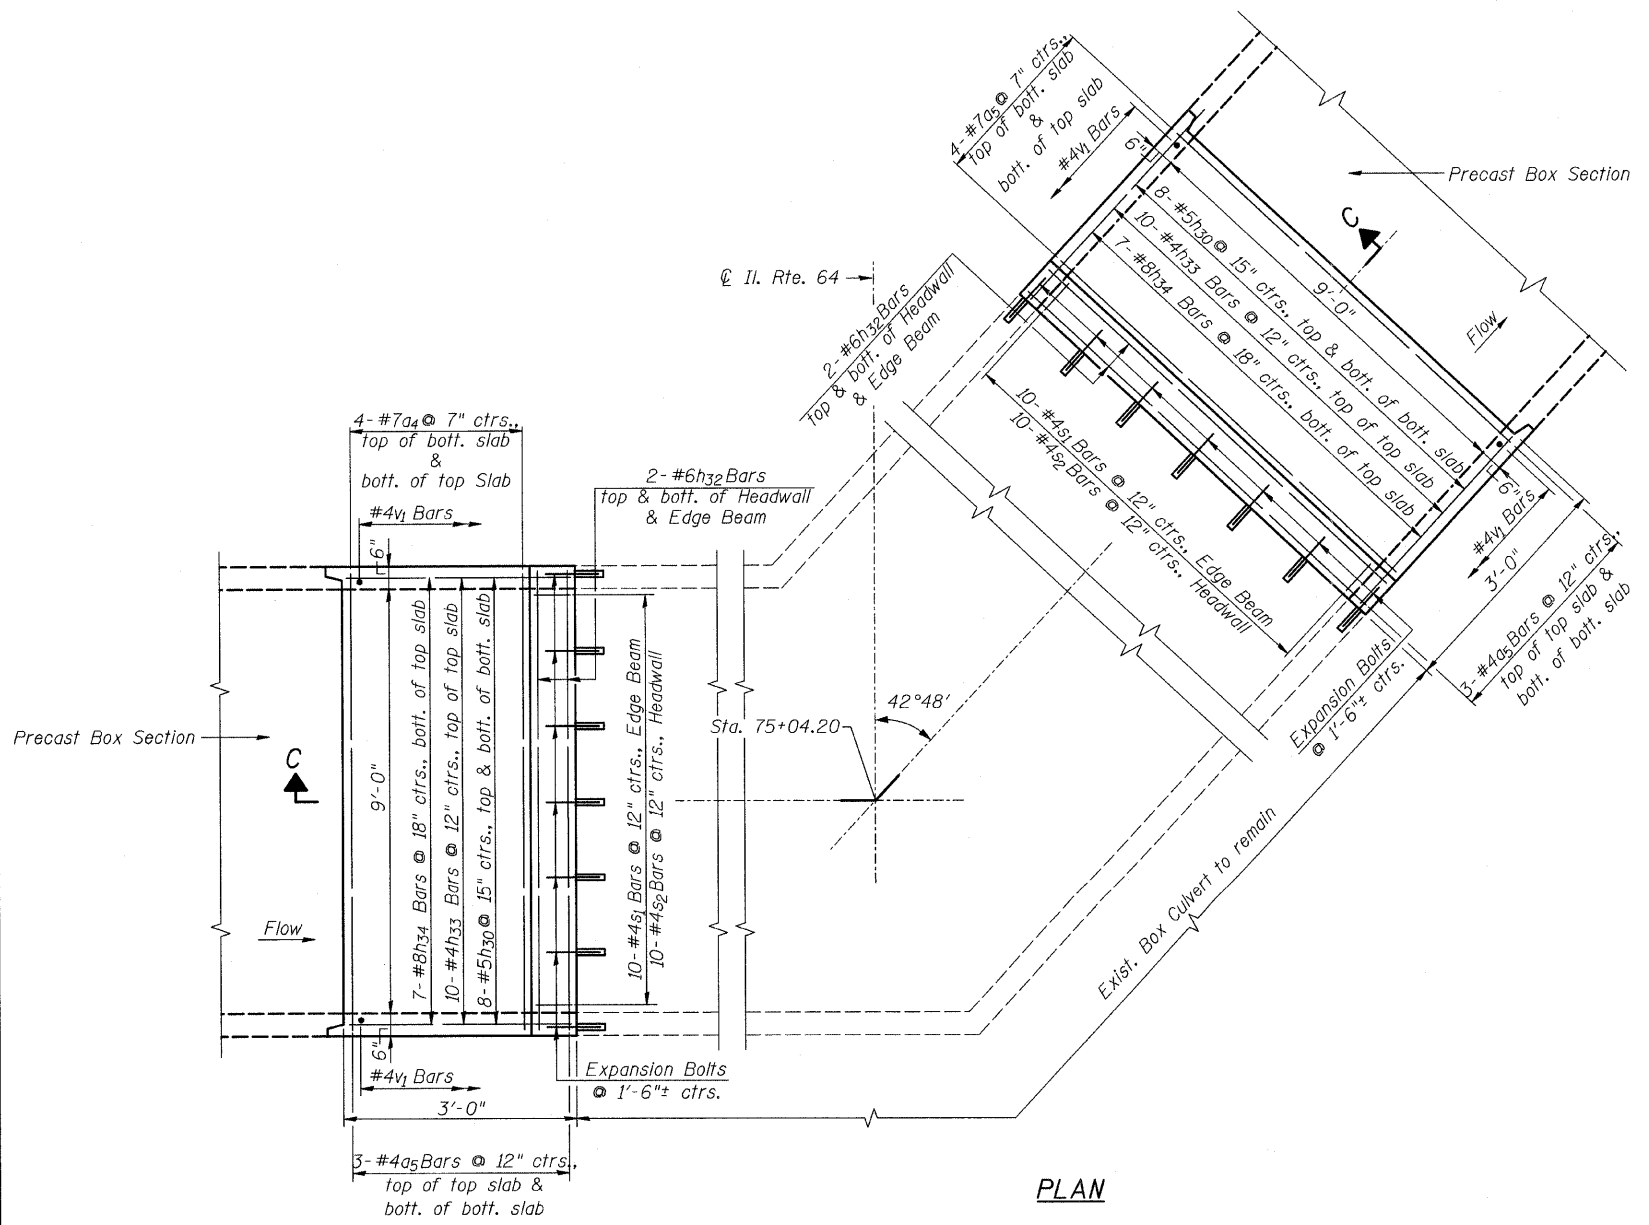 4-#7a5 @ 7" ctrs.,
top of bott. slab
&
bott. of top slab
#4v1 Bars
6"
Precast Box Section
C
8-#5h30 @ 15" ctrs., top & bott. of bott. slab
9'-0"
10-#4h33 Bars @ 12" ctrs., top of top slab
7-#8h34 Bars @ 18" ctrs., bott. of top slab
Flow
℄ Il. Rte. 64
2-#6h32 Bars
top & bott. of Headwall
& Edge Beam
10-#4s1 Bars @ 12" ctrs., Edge Beam
10-#4s2 Bars @ 12" ctrs., Headwall
6"
#4v1 Bars
3'-0"
3-#4a5 Bars @ 12" ctrs.,
top of top slab &
bott. of bott. slab
Expansion Bolts
@ 1'-6"± ctrs.
4-#7a4 @ 7" ctrs.,
top of bott. slab
&
bott. of top Slab
#4v1 Bars
6"
2-#6h32 Bars
top & bott. of Headwall
& Edge Beam
42°48'
Sta. 75+04.20
Precast Box Section
C
9'-0"
7-#8h34 Bars @ 18" ctrs., bott. of top slab
10-#4h33 Bars @ 12" ctrs., top of top slab
8-#5h30 @ 15" ctrs., top & bott. of bott. slab
10-#4s1 Bars @ 12" ctrs., Edge Beam
10-#4s2 Bars @ 12" ctrs., Headwall
Flow
Exist. Box Culvert to remain
6"
#4v1 Bars
Expansion Bolts
@ 1'-6"± ctrs.
3'-0"
3-#4a5 Bars @ 12" ctrs.,
top of top slab &
bott. of bott. slab
PLAN